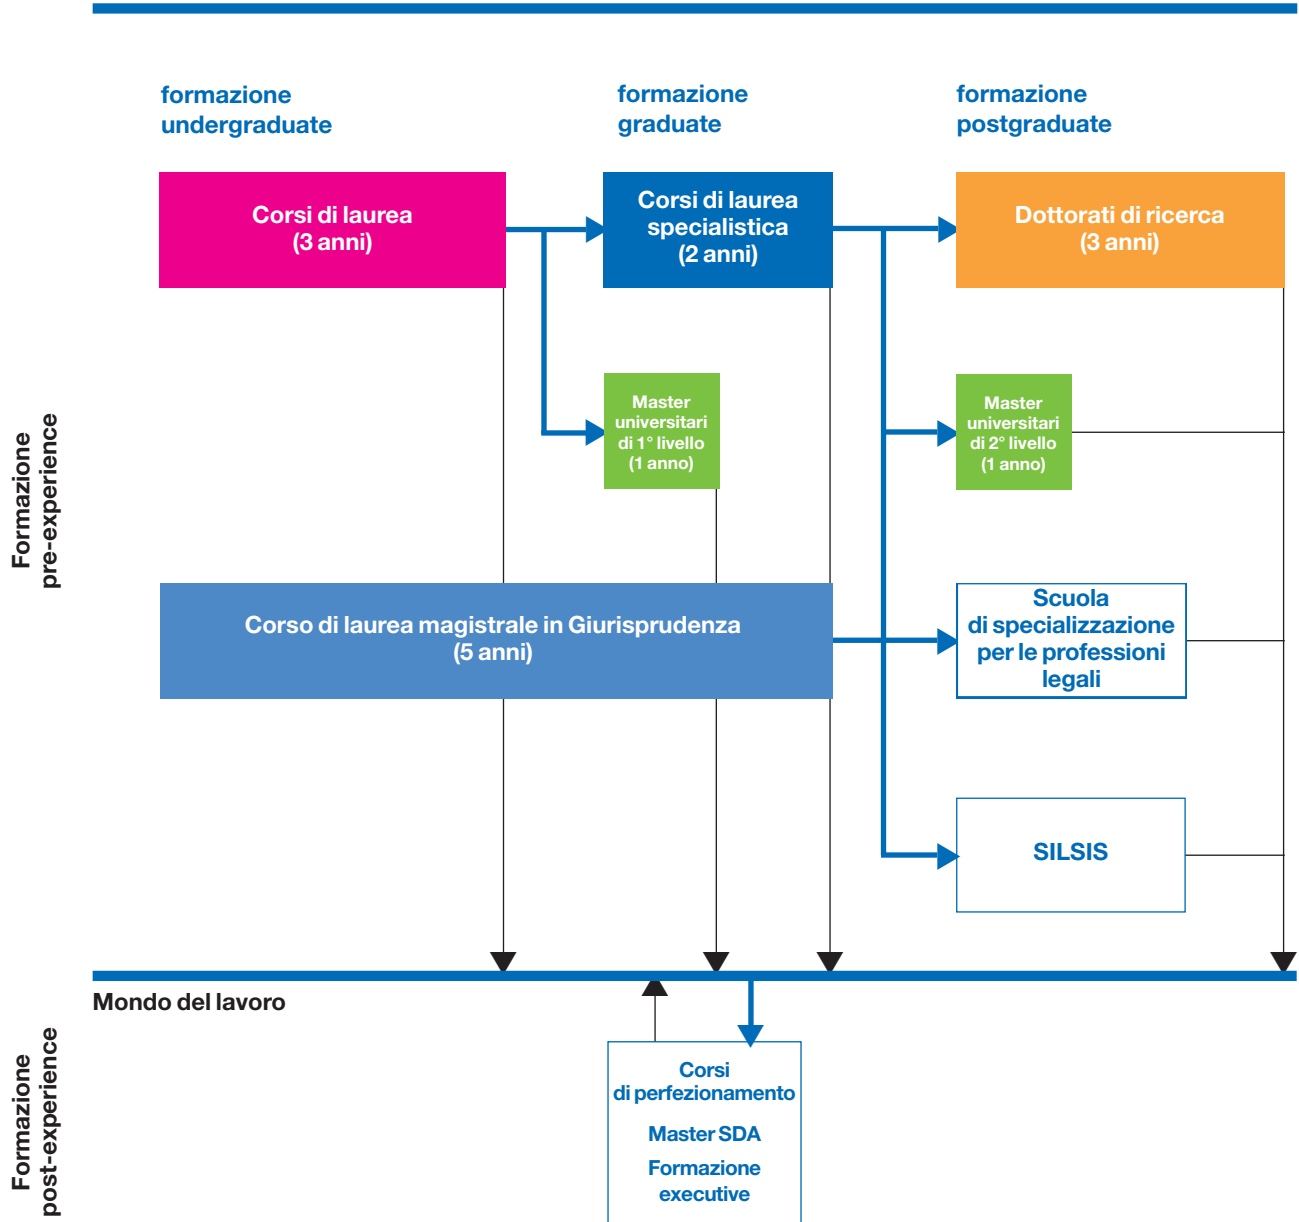 formazione
undergraduate
formazione
graduate
formazione
postgraduate
Corsi di laurea
(3 anni)
Corsi di laurea
specialistica
(2 anni)
Dottorati di ricerca
(3 anni)
Formazione
pre-experience
Master
universitari
di 1° livello
(1 anno)
Master
universitari
di 2° livello
(1 anno)
Corso di laurea magistrale in Giurisprudenza
(5 anni)
Scuola
di specializzazione
per le professioni
legali
SILSIS
Mondo del lavoro
Formazione
post-experience
Corsi
di perfezionamento
Master SDA
Formazione
executive